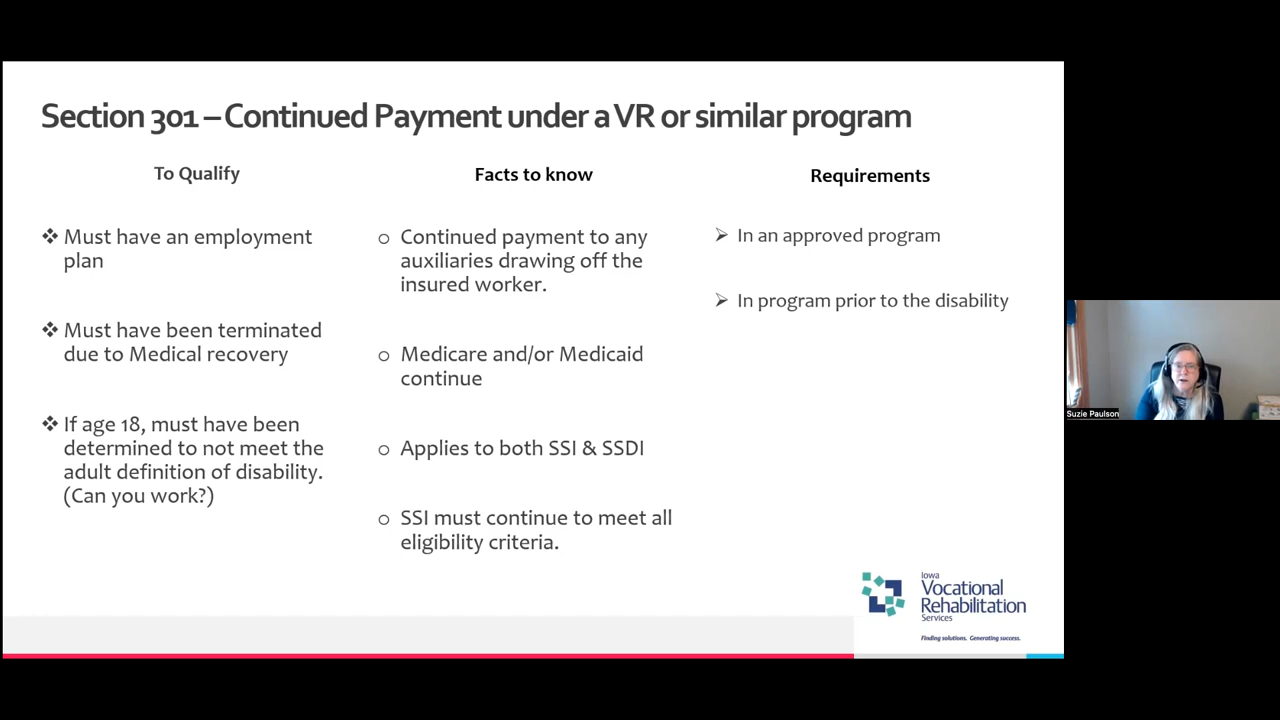 Section 301 – Continued Payment under a VR or similar program
To Qualify
Must have an employment
plan
Must have been terminated
due to Medical recovery
If age 18, must have been
determined to not meet the
adult definition of disability.
(Can you work?)
Facts to know
Continued payment to any
auxiliaries drawing off the
insured worker.
Medicare and/or Medicaid
continue
Applies to both SSI & SSDI
SSI must continue to meet all
eligibility criteria.
Requirements
In an approved program
In program prior to the disability
Iowa
Vocational
Rehabilitation
Services
Finding solutions. Generating success.
Suzie Paulson